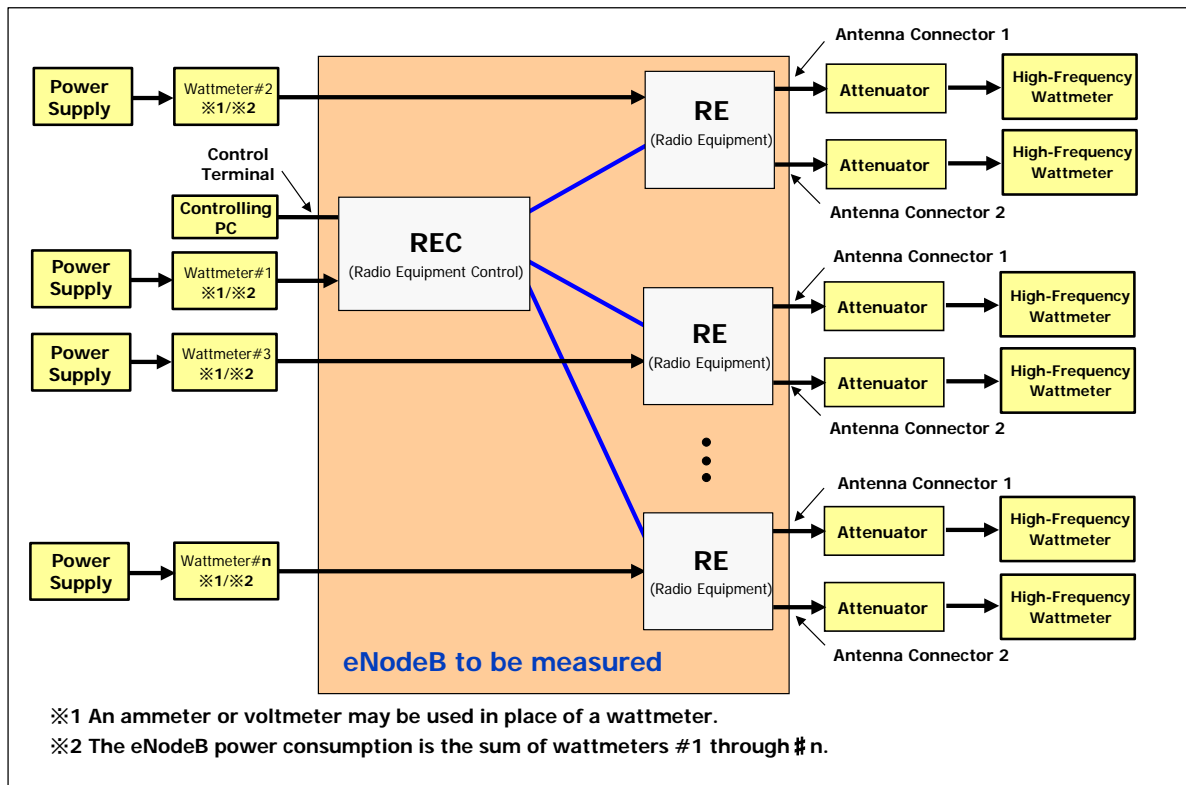 Antenna Connector 1
Power
Supply
Wattmeter#2
※1/※2
RE
(Radio Equipment)
Attenuator
High-Frequency
Wattmeter
Attenuator
High-Frequency
Wattmeter
Antenna Connector 2
Control
Terminal
Controlling
PC
REC
(Radio Equipment Control)
Power
Supply
Wattmeter#1
※1/※2
Antenna Connector 1
RE
(Radio Equipment)
Attenuator
High-Frequency
Wattmeter
Power
Supply
Wattmeter#3
※1/※2
Attenuator
High-Frequency
Wattmeter
Antenna Connector 2
Antenna Connector 1
Power
Supply
Wattmeter#n
※1/※2
RE
(Radio Equipment)
Attenuator
High-Frequency
Wattmeter
Attenuator
High-Frequency
Wattmeter
Antenna Connector 2
eNodeB to be measured
※1 An ammeter or voltmeter may be used in place of a wattmeter.
※2 The eNodeB power consumption is the sum of wattmeters #1 through #n.